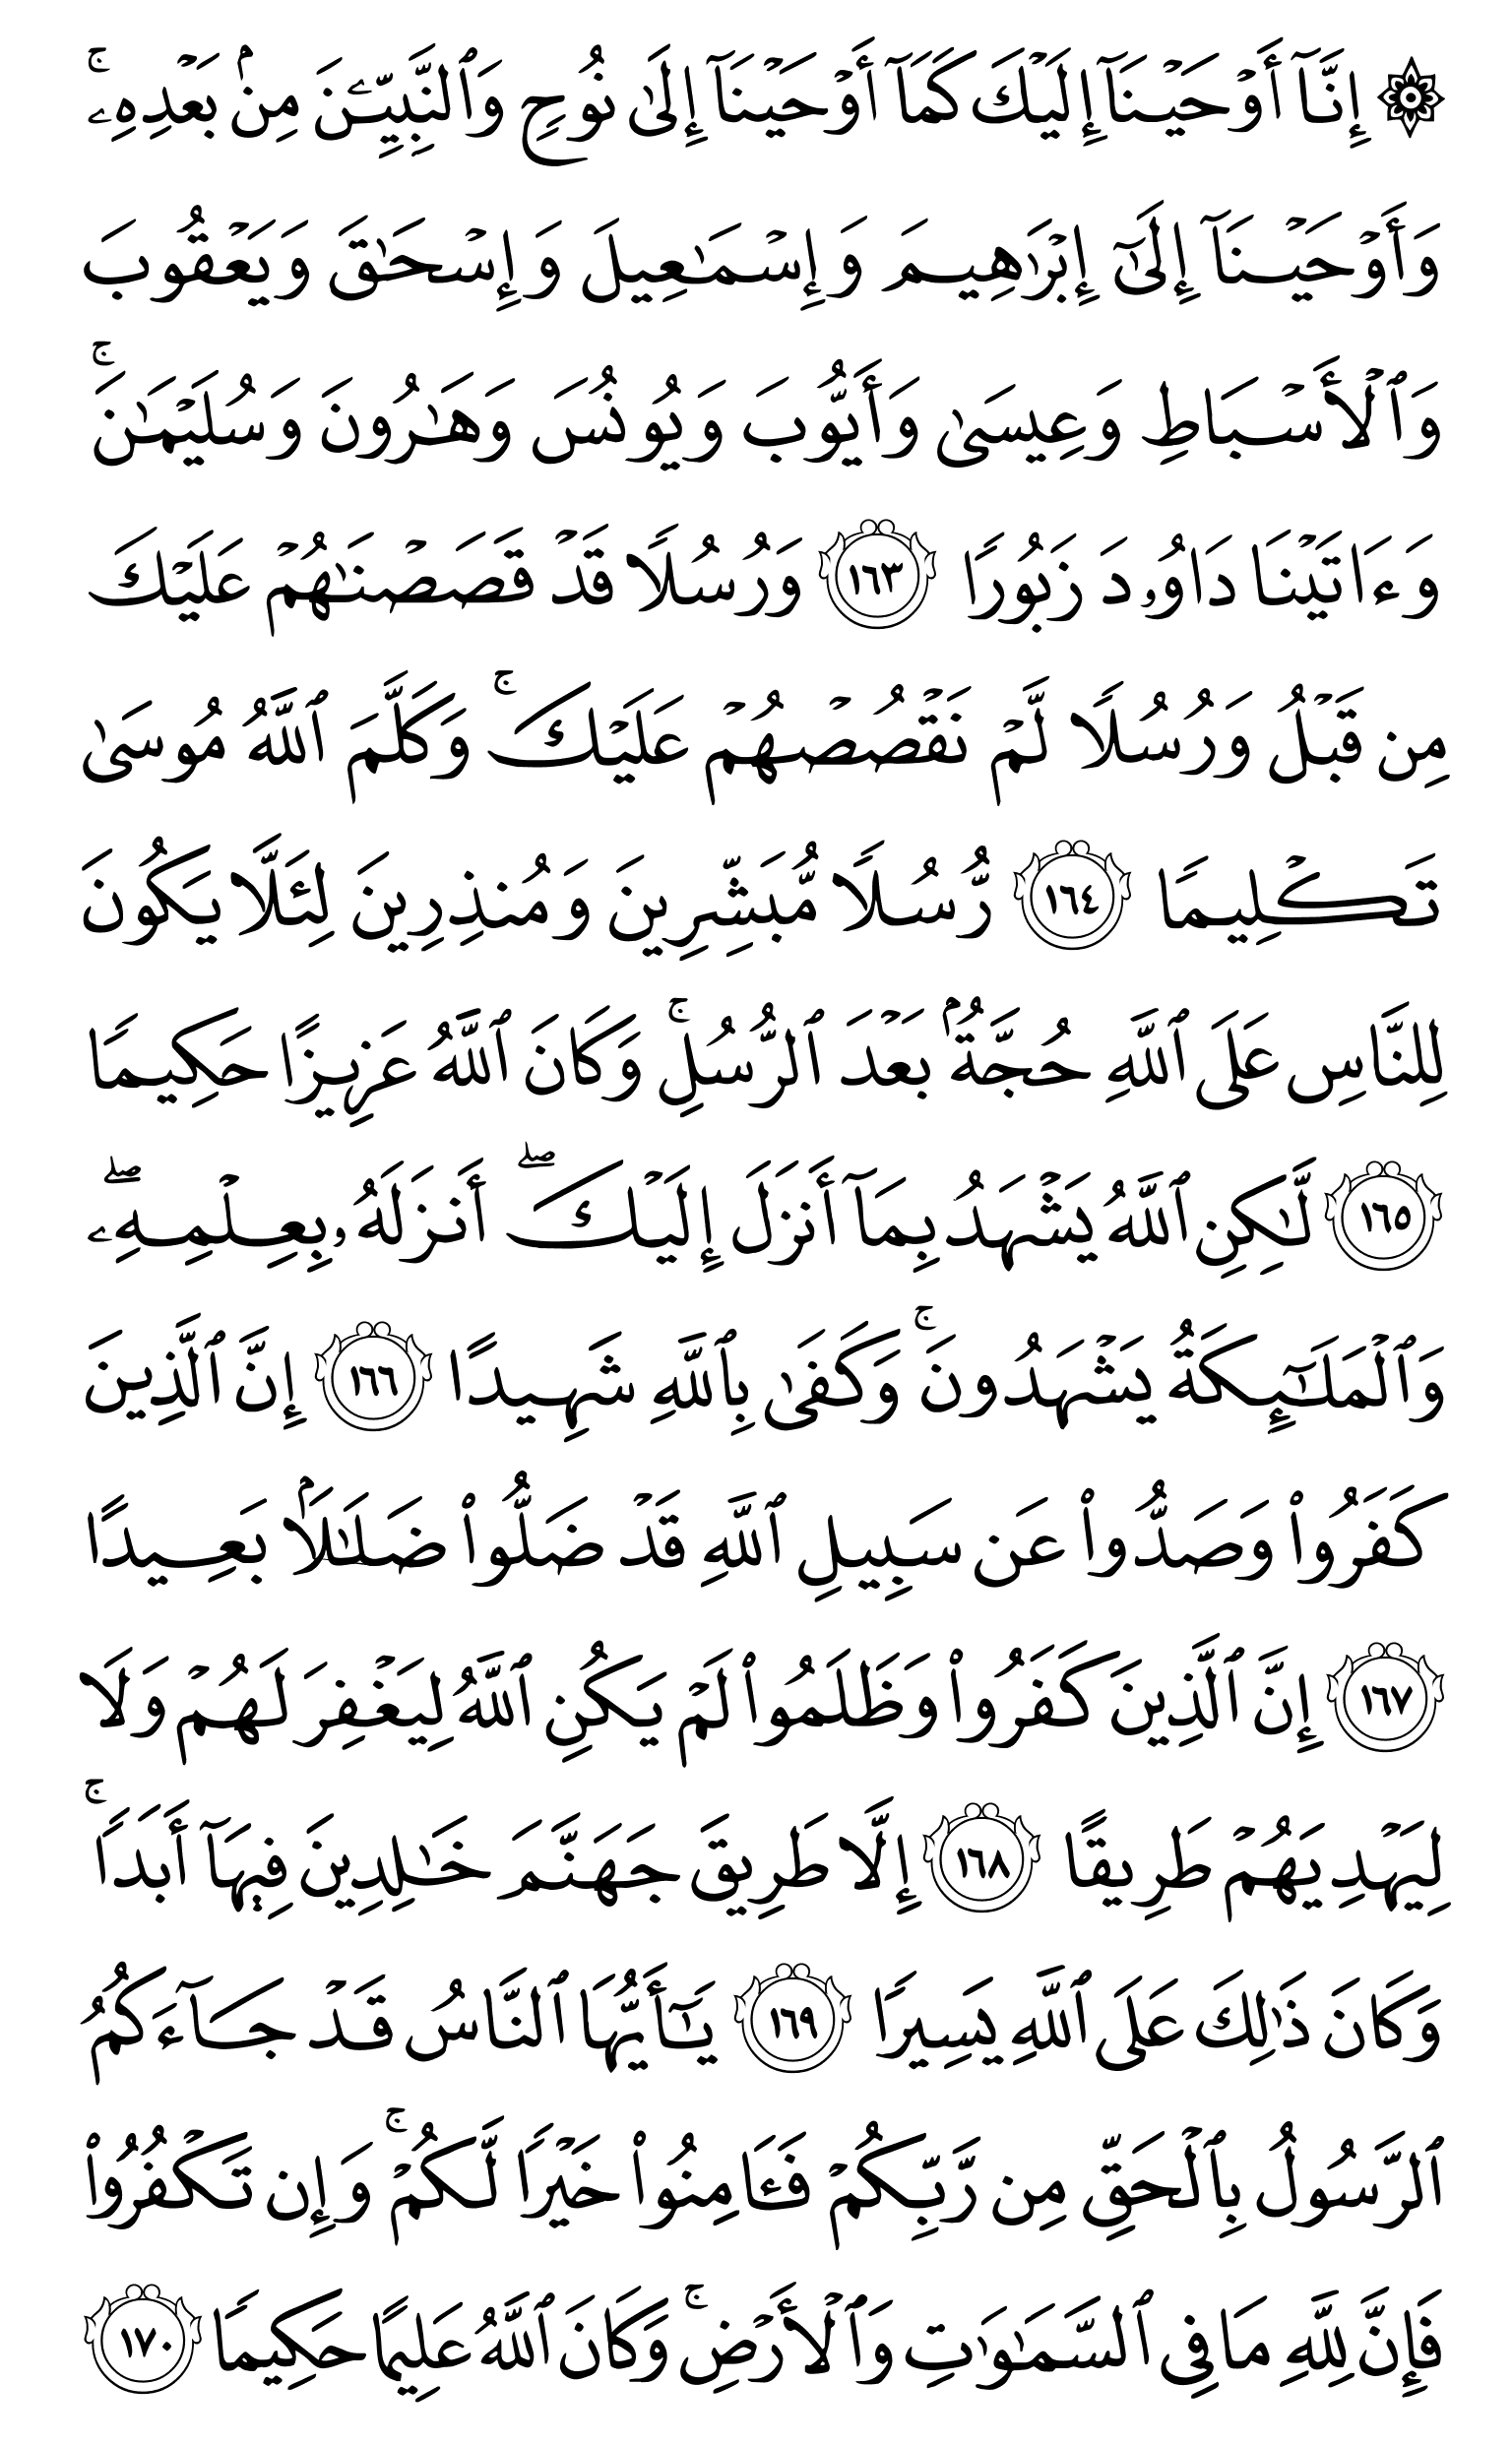 ۞ إِنَّآ أَوۡحَيۡنَآ إِلَيۡكَ كَمَآ أَوۡحَيۡنَآ إِلَىٰ نُوحٖ وَٱلنَّبِيِّـۧنَ مِنۢ بَعۡدِهِۦۚ
وَأَوۡحَيۡنَآ إِلَىٰٓ إِبۡرَٰهِيمَ وَإِسۡمَٰعِيلَ وَإِسۡحَٰقَ وَيَعۡقُوبَ
وَٱلۡأَسۡبَاطِ وَعِيسَىٰ وَأَيُّوبَ وَيُونُسَ وَهَٰرُونَ وَسُلَيۡمَٰنَۚ
وَءَاتَيۡنَا دَاوُۥدَ زَبُورٗا ١٦٣ وَرُسُلٗا قَدۡ قَصَصۡنَٰهُمۡ عَلَيۡكَ
مِن قَبۡلُ وَرُسُلٗا لَّمۡ نَقۡصُصۡهُمۡ عَلَيۡكَۚ وَكَلَّمَ ٱللَّهُ مُوسَىٰ
تَكۡلِيمٗا ١٦٤ رُّسُلٗا مُّبَشِّرِينَ وَمُنذِرِينَ لِئَلَّا يَكُونَ
لِلنَّاسِ عَلَى ٱللَّهِ حُجَّةُۢ بَعۡدَ ٱلرُّسُلِۚ وَكَانَ ٱللَّهُ عَزِيزًا حَكِيمٗا
١٦٥ لَّٰكِنِ ٱللَّهُ يَشۡهَدُ بِمَآ أَنزَلَ إِلَيۡكَۖ أَنزَلَهُۥ بِعِلۡمِهِۦۖ
وَٱلۡمَلَٰٓئِكَةُ يَشۡهَدُونَۚ وَكَفَىٰ بِٱللَّهِ شَهِيدًا ١٦٦ إِنَّ ٱلَّذِينَ
كَفَرُواْ وَصَدُّواْ عَن سَبِيلِ ٱللَّهِ قَدۡ ضَلُّواْ ضَلَٰلَۢا بَعِيدًا
١٦٧ إِنَّ ٱلَّذِينَ كَفَرُواْ وَظَلَمُواْ لَمۡ يَكُنِ ٱللَّهُ لِيَغۡفِرَ لَهُمۡ وَلَا
لِيَهۡدِيَهُمۡ طَرِيقًا ١٦٨ إِلَّا طَرِيقَ جَهَنَّمَ خَٰلِدِينَ فِيهَآ أَبَدٗاۚ
وَكَانَ ذَٰلِكَ عَلَى ٱللَّهِ يَسِيرٗا ١٦٩ يَٰٓأَيُّهَا ٱلنَّاسُ قَدۡ جَآءَكُمُ
ٱلرَّسُولُ بِٱلۡحَقِّ مِن رَّبِّكُمۡ فَـَٔامِنُواْ خَيۡرٗا لَّكُمۡۚ وَإِن تَكۡفُرُواْ
فَإِنَّ لِلَّهِ مَا فِي ٱلسَّمَٰوَٰتِ وَٱلۡأَرۡضِۚ وَكَانَ ٱللَّهُ عَلِيمًا حَكِيمٗا ١٧٠